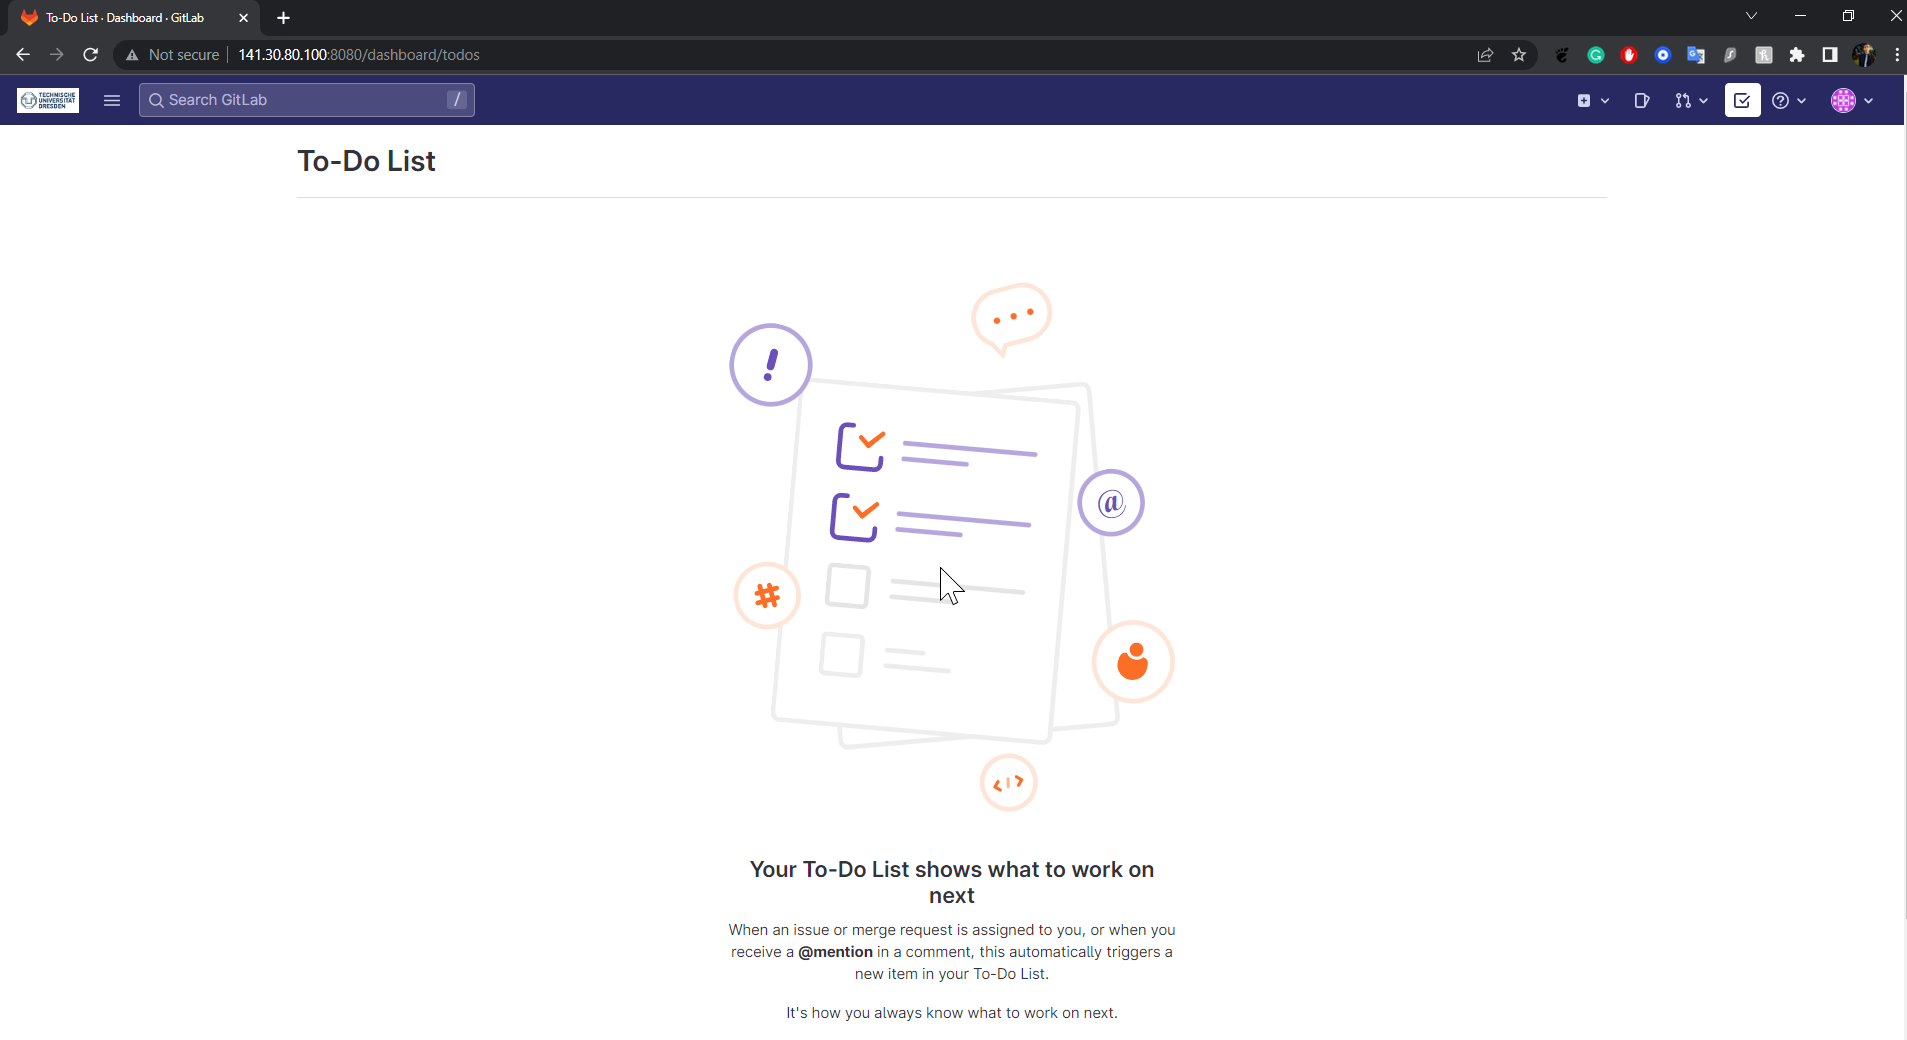 To-Do List · Dashboard · GitLab
Not secure
141.30.80.100:8080/dashboard/todos
TECHNISCHE
UNIVERSITÄT
DRESDEN
Search GitLab
/
To-Do List
!
@
#
Your To-Do List shows what to work on
next
When an issue or merge request is assigned to you, or when you
receive a @mention in a comment, this automatically triggers a
new item in your To-Do List.
It's how you always know what to work on next.